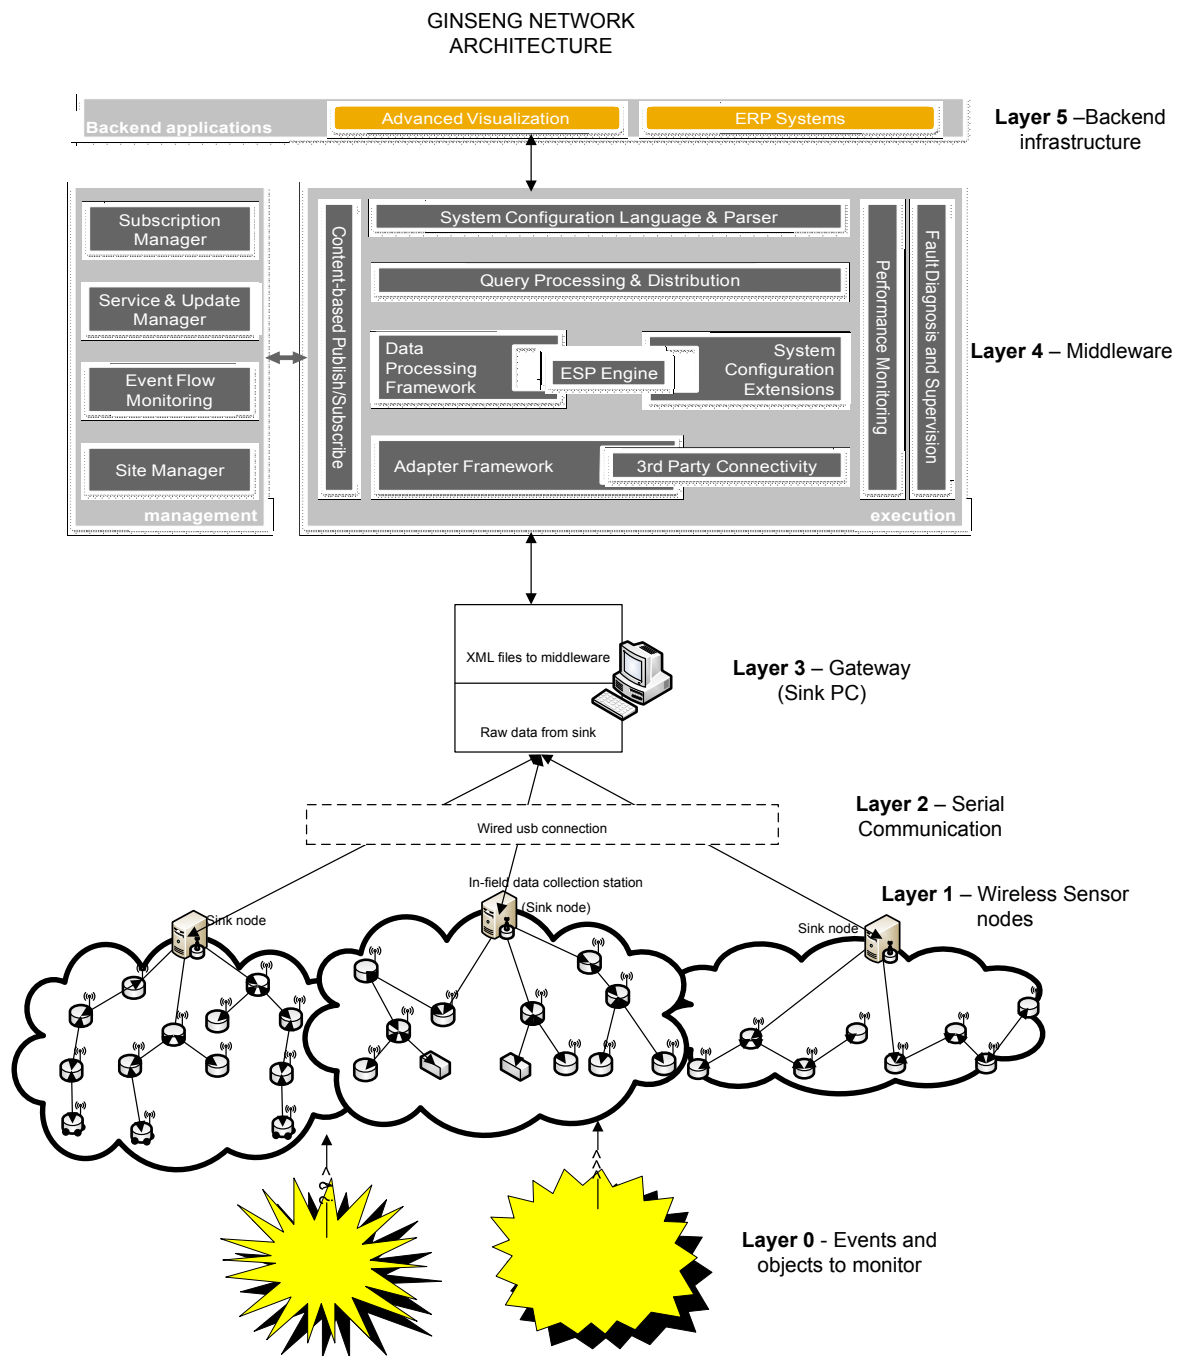 GINSENG NETWORK
ARCHITECTURE
Backend applications
Advanced Visualization
ERP Systems
Layer 5 –Backend
infrastructure
Subscription
Manager
Service & Update
Manager
Event Flow
Monitoring
Site Manager
management
Content-based Publish/Subscribe
System Configuration Language & Parser
Query Processing & Distribution
Data
Processing
Framework
ESP Engine
System
Configuration
Extensions
Adapter Framework
3rd Party Connectivity
Performance Monitoring
Fault Diagnosis and Supervision
execution
Layer 4 – Middleware
XML files to middleware
Raw data from sink
Layer 3 – Gateway
(Sink PC)
Layer 2 – Serial
Communication
Wired usb connection
In-field data collection station
(Sink node)
Sink node
Sink node
Layer 1 – Wireless Sensor
nodes
Layer 0 - Events and
objects to monitor